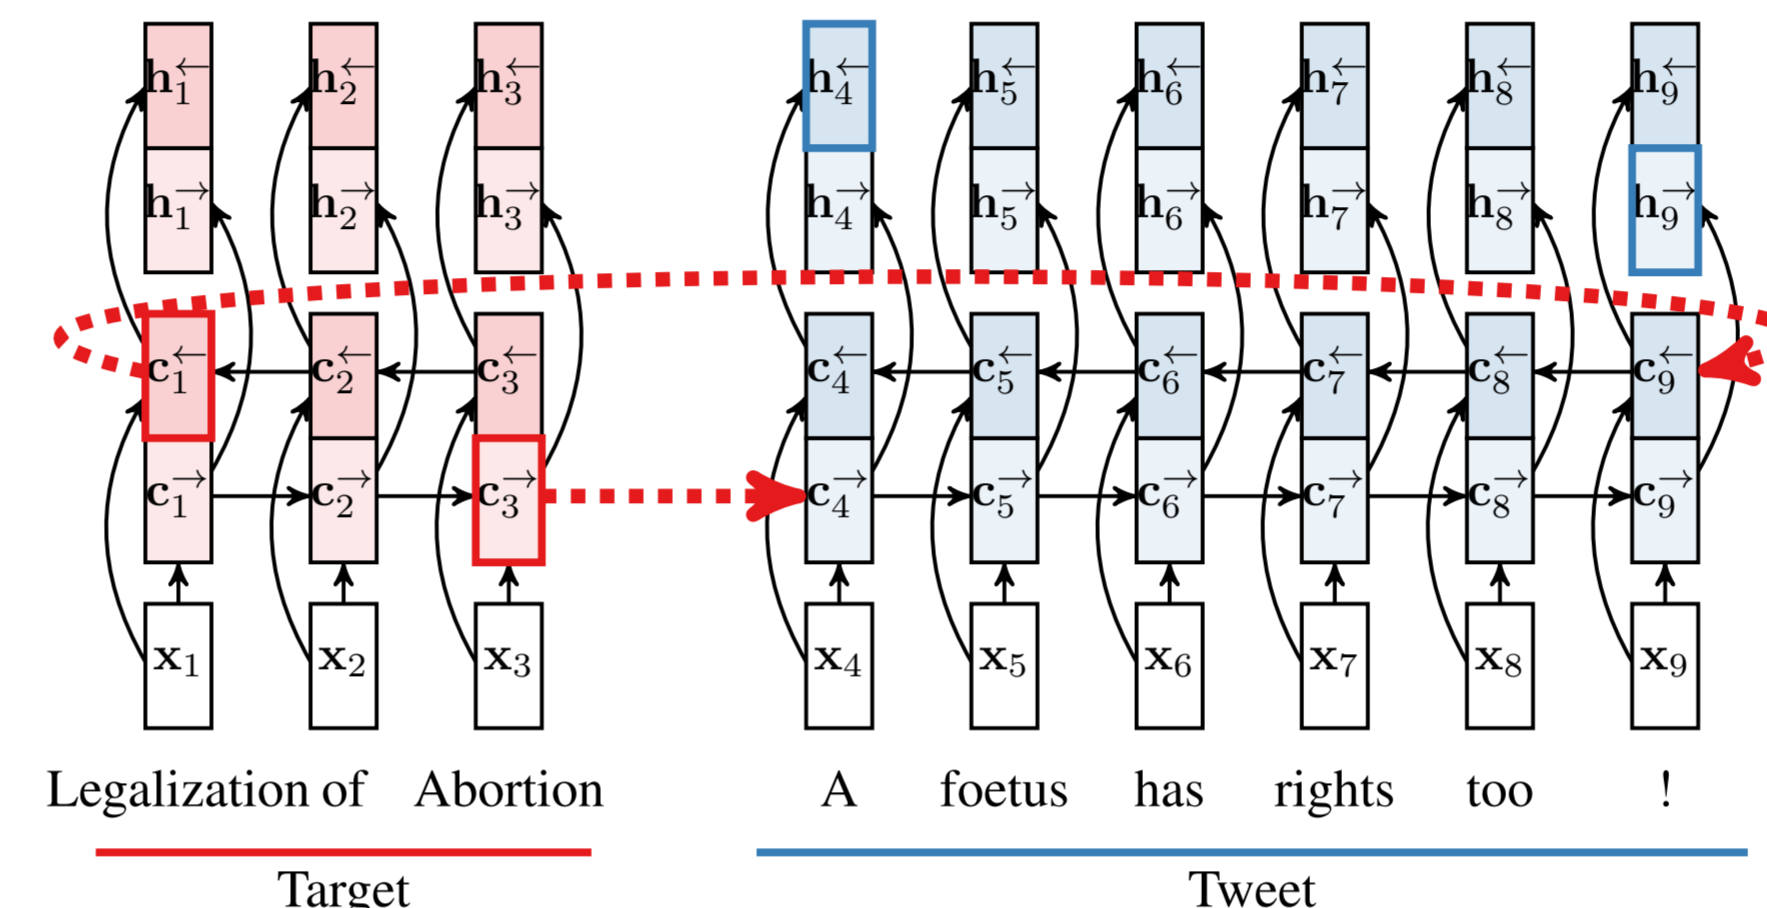 h₁← h₂← h₃← h₄← h₅← h₆← h₇← h₈← h₉←
h₁→ h₂→ h₃→ h₄→ h₅→ h₆→ h₇→ h₈→ h₉→
c₁← c₂← c₃← c₄← c₅← c₆← c₇← c₈← c₉←
c₁→ c₂→ c₃→ c₄→ c₅→ c₆→ c₇→ c₈→ c₉→
x₁ x₂ x₃ x₄ x₅ x₆ x₇ x₈ x₉
Legalization of Abortion A foetus has rights too !
Target Tweet